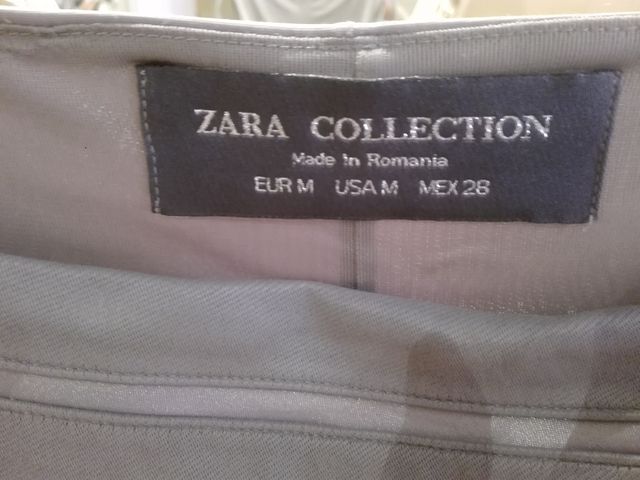 ZARA COLLECTION
Made in Romania
EUR M USA M MEX 28